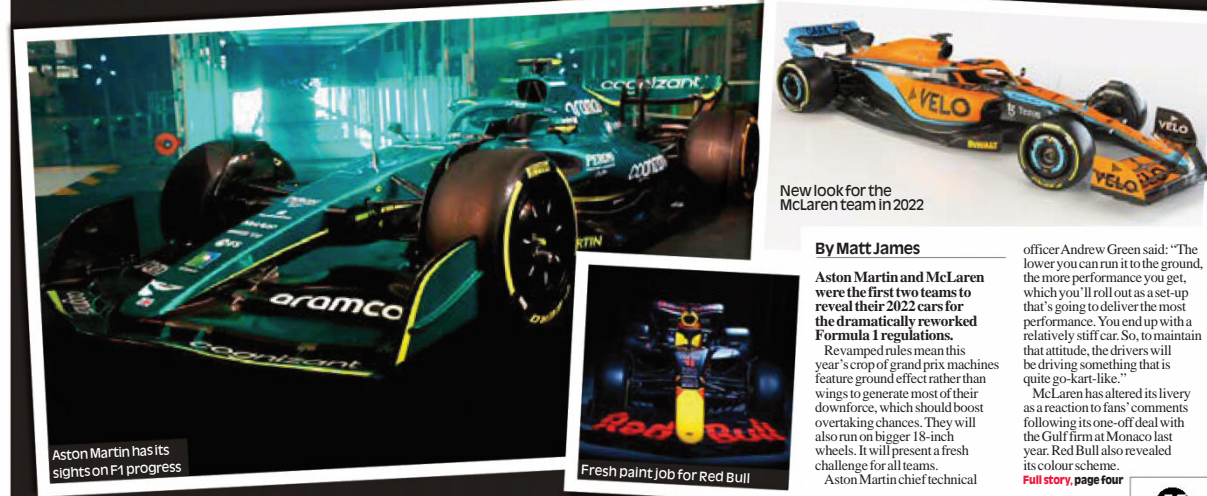 cognizant
aramco
PEPPERL
cognizant
aramco
cognizant
Aston Martin has its
sights on F1 progress
Red Bull
Fresh paint job for Red Bull
VELO
DEWALT
VELO
VELO
New look for the
McLaren team in 2022
By Matt James
Aston Martin and McLaren
were the first two teams to
reveal their 2022 cars for
the dramatically reworked
Formula 1 regulations.
Revamped rules mean this
year's crop of grand prix machines
feature ground effect rather than
wings to generate most of their
downforce, which should boost
overtaking chances. They will
also run on bigger 18-inch
wheels. It will present a fresh
challenge for all teams.
Aston Martin chief technical
officer Andrew Green said: “The
lower you can run it to the ground,
the more performance you get,
which you'll roll out as a set-up
that's going to deliver the most
performance. You end up with a
relatively stiff car. So, to maintain
that attitude, the drivers will
be driving something that is
quite go-kart-like.”
McLaren has altered its livery
as a reaction to fans' comments
following its one-off deal with
the Gulf firm at Monaco last
year. Red Bull also revealed
its colour scheme.
Full story, page four